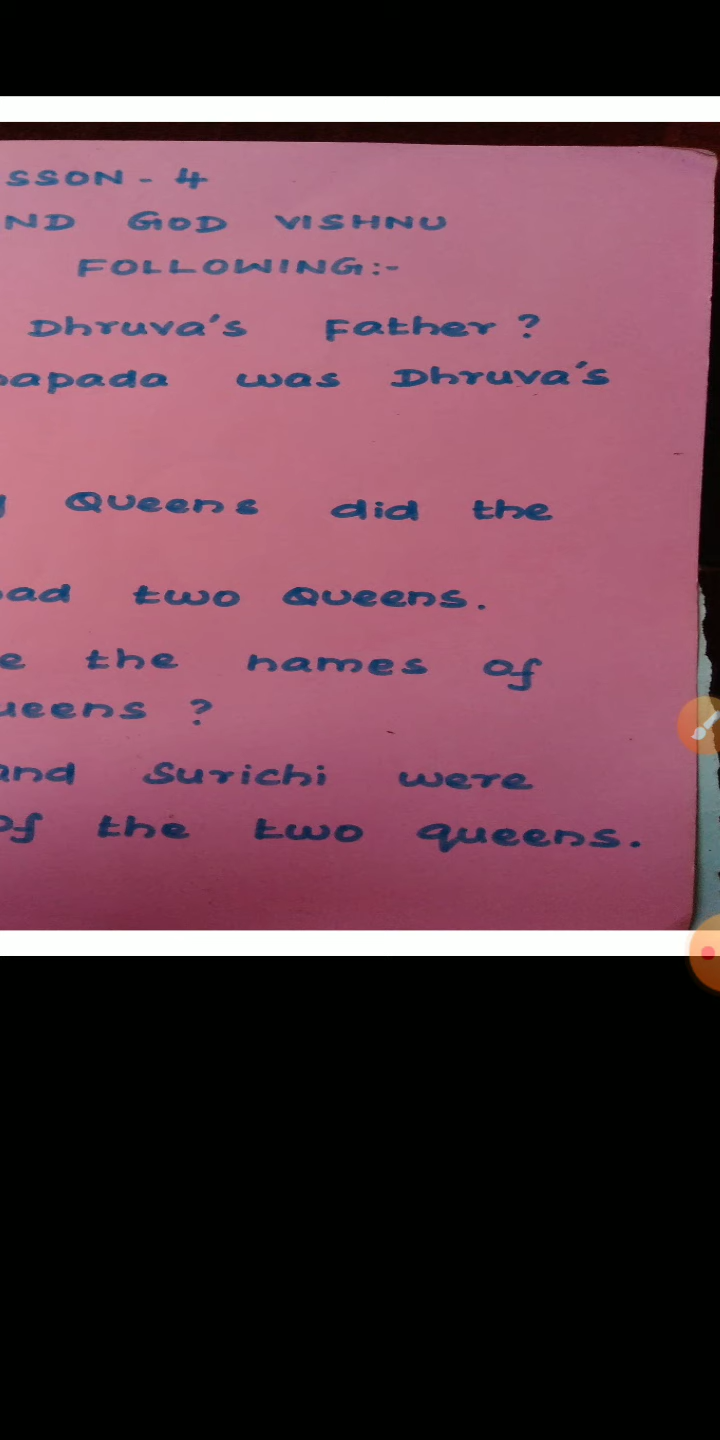 SSON - 4
ND GOD VISHNU
FOLLOWING:-
Dhruva's Father ?
apada was Dhruva's
Queens did the
ad two Queens.
e the names of
ueens ?
and Surichi were
of the two queens.